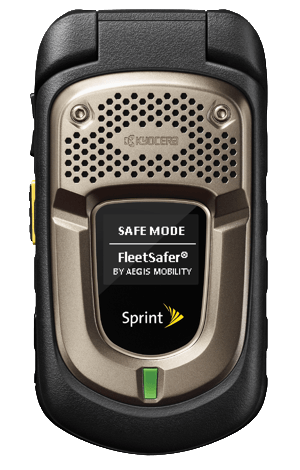 KYOCERA
SAFE MODE
FleetSafer®
BY AEGIS MOBILITY
Sprint